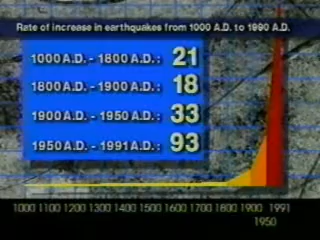 Rate of increase in earthquakes from 1000 A.D. to 1990 A.D.
1000 A.D. - 1800 A.D.: 21
1800 A.D. - 1900 A.D.: 18
1900 A.D. - 1950 A.D.: 33
1950 A.D. - 1991 A.D.: 93
1000 1100 1200 1300 1400 1500 1600 1700 1800 1900 1991
1950